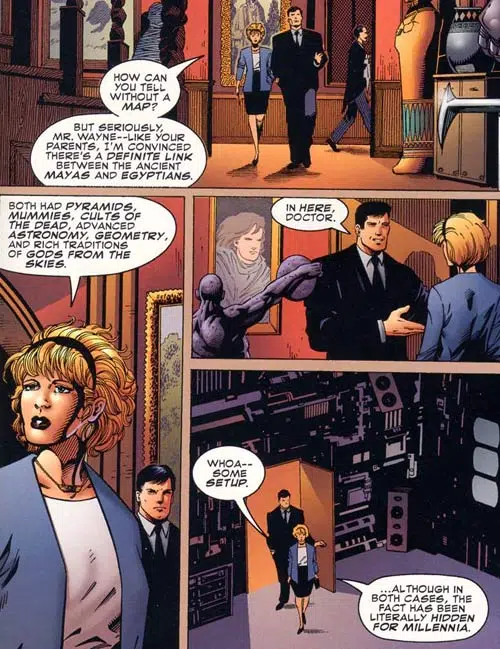 HOW CAN
YOU TELL
WITHOUT A
MAP?
BUT SERIOUSLY,
MR. WAYNE--LIKE YOUR
PARENTS, I'M CONVINCED
THERE'S A DEFINITE LINK
BETWEEN THE ANCIENT
MAYAS AND EGYPTIANS.
BOTH HAD PYRAMIDS,
MUMMIES, CULTS OF
THE DEAD, ADVANCED
ASTRONOMY, GEOMETRY,
AND RICH TRADITIONS
OF GODS FROM THE
SKIES.
IN HERE,
DOCTOR.
WHOA--
SOME
SETUP.
...ALTHOUGH IN
BOTH CASES, THE
FACT HAS BEEN
LITERALLY HIDDEN
FOR MILLENNIA.